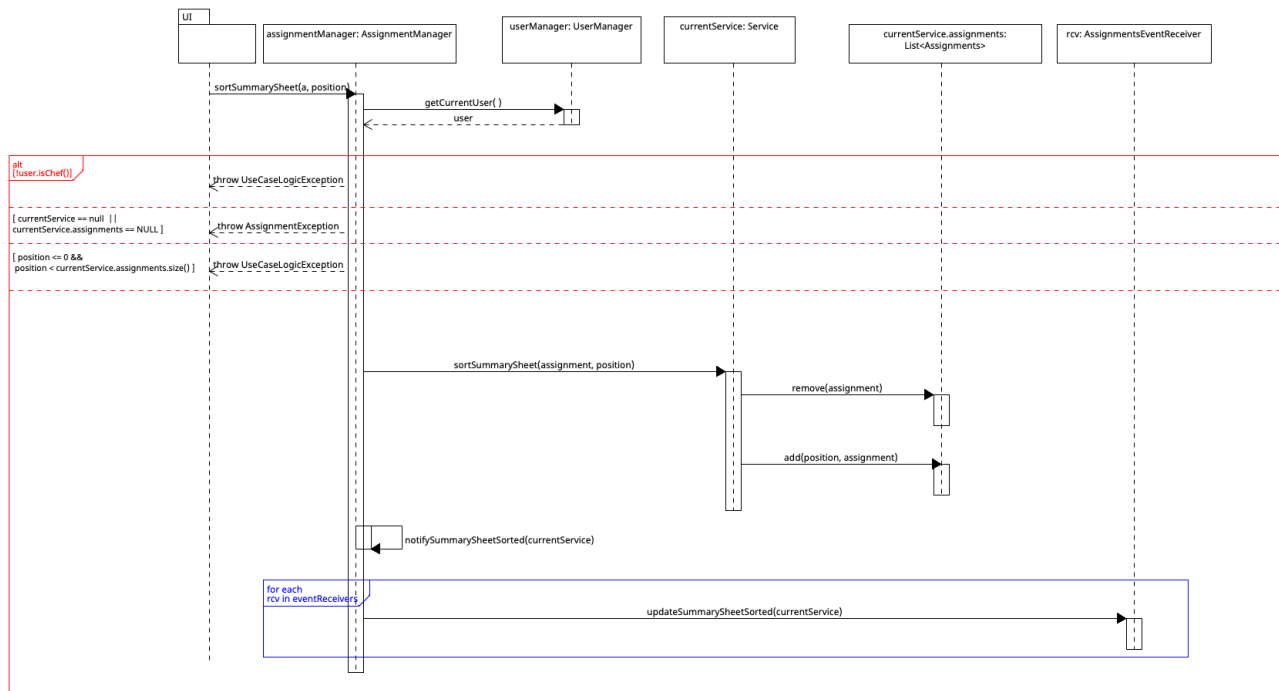 UI
assignmentManager: AssignmentManager
userManager: UserManager
currentService: Service
currentService.assignments:
List<Assignments>
rcv: AssignmentsEventReceiver
sortSummarySheet(a, position)
getCurrentUser( )
user
alt
[!user.isChef()]
throw UseCaseLogicException
[ currentService == null  ||
currentService.assignments == NULL ]
throw AssignmentException
[ position <= 0 &&
position < currentService.assignments.size() ]
throw UseCaseLogicException
sortSummarySheet(assignment, position)
remove(assignment)
add(position, assignment)
notifySummarySheetSorted(currentService)
for each
rcv in eventReceivers
updateSummarySheetSorted(currentService)